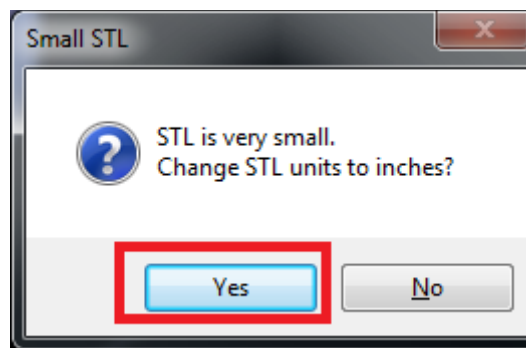 Small STL
STL is very small.
Change STL units to inches?
Yes
No